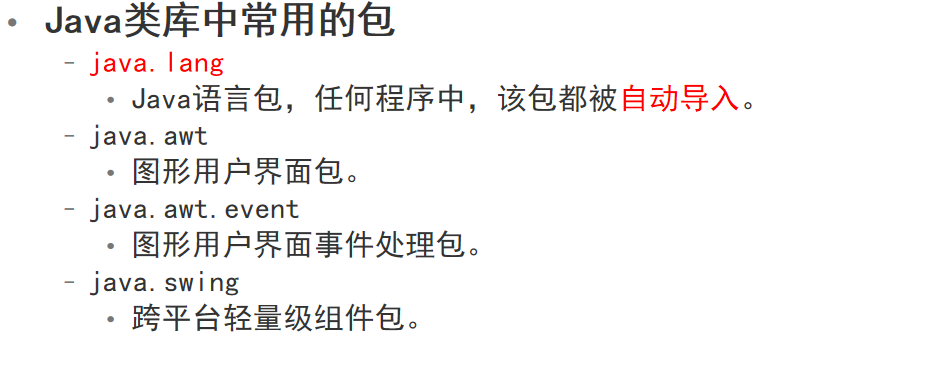 • Java类库中常用的包
– java.lang
• Java语言包，任何程序中，该包都被自动导入。
– java.awt
• 图形用户界面包。
– java.awt.event
• 图形用户界面事件处理包。
– java.swing
• 跨平台轻量级组件包。